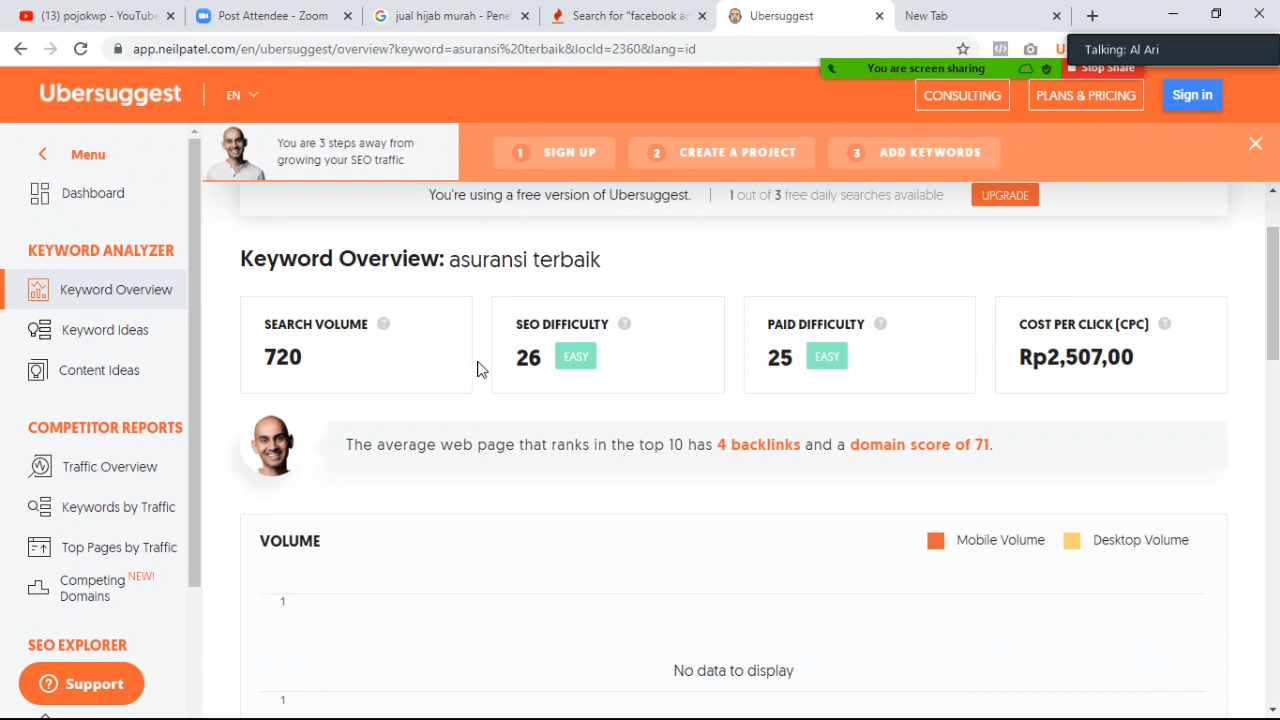 (13) pojokwp - YouTube
Post Attendee - Zoom
jual hijab murah - Pene
Search for "facebook ac
Ubersuggest
New Tab
app.neilpatel.com/en/ubersuggest/overview?keyword=asuransi%20terbaik&locId=2360&lang=id
Talking: Al Ari
You are screen sharing
Stop Share
Ubersuggest
EN
CONSULTING
PLANS & PRICING
Sign in
Menu
You are 3 steps away from
growing your SEO traffic
1 SIGN UP
2 CREATE A PROJECT
3 ADD KEYWORDS
Dashboard
You're using a free version of Ubersuggest. | 1 out of 3 free daily searches available
UPGRADE
KEYWORD ANALYZER
Keyword Overview
Keyword Ideas
Content Ideas
COMPETITOR REPORTS
Traffic Overview
Keywords by Traffic
Top Pages by Traffic
Competing NEW!
Domains
SEO EXPLORER
Support
Keyword Overview: asuransi terbaik
SEARCH VOLUME
720
SEO DIFFICULTY
26 EASY
PAID DIFFICULTY
25 EASY
COST PER CLICK (CPC)
Rp2,507,00
The average web page that ranks in the top 10 has 4 backlinks and a domain score of 71.
VOLUME
Mobile Volume
Desktop Volume
1
No data to display
1